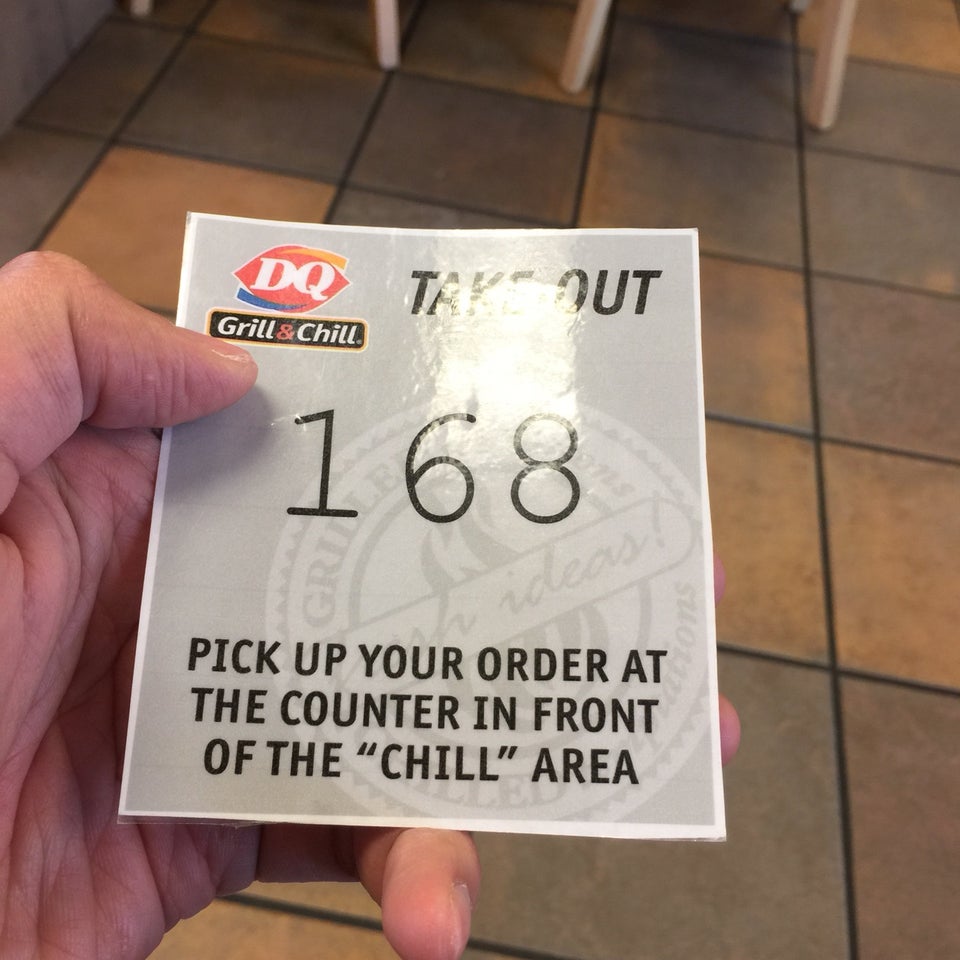 DQ
Grill & Chill
TAKE OUT
168
ideas!
PICK UP YOUR ORDER AT
THE COUNTER IN FRONT
OF THE “CHILL” AREA